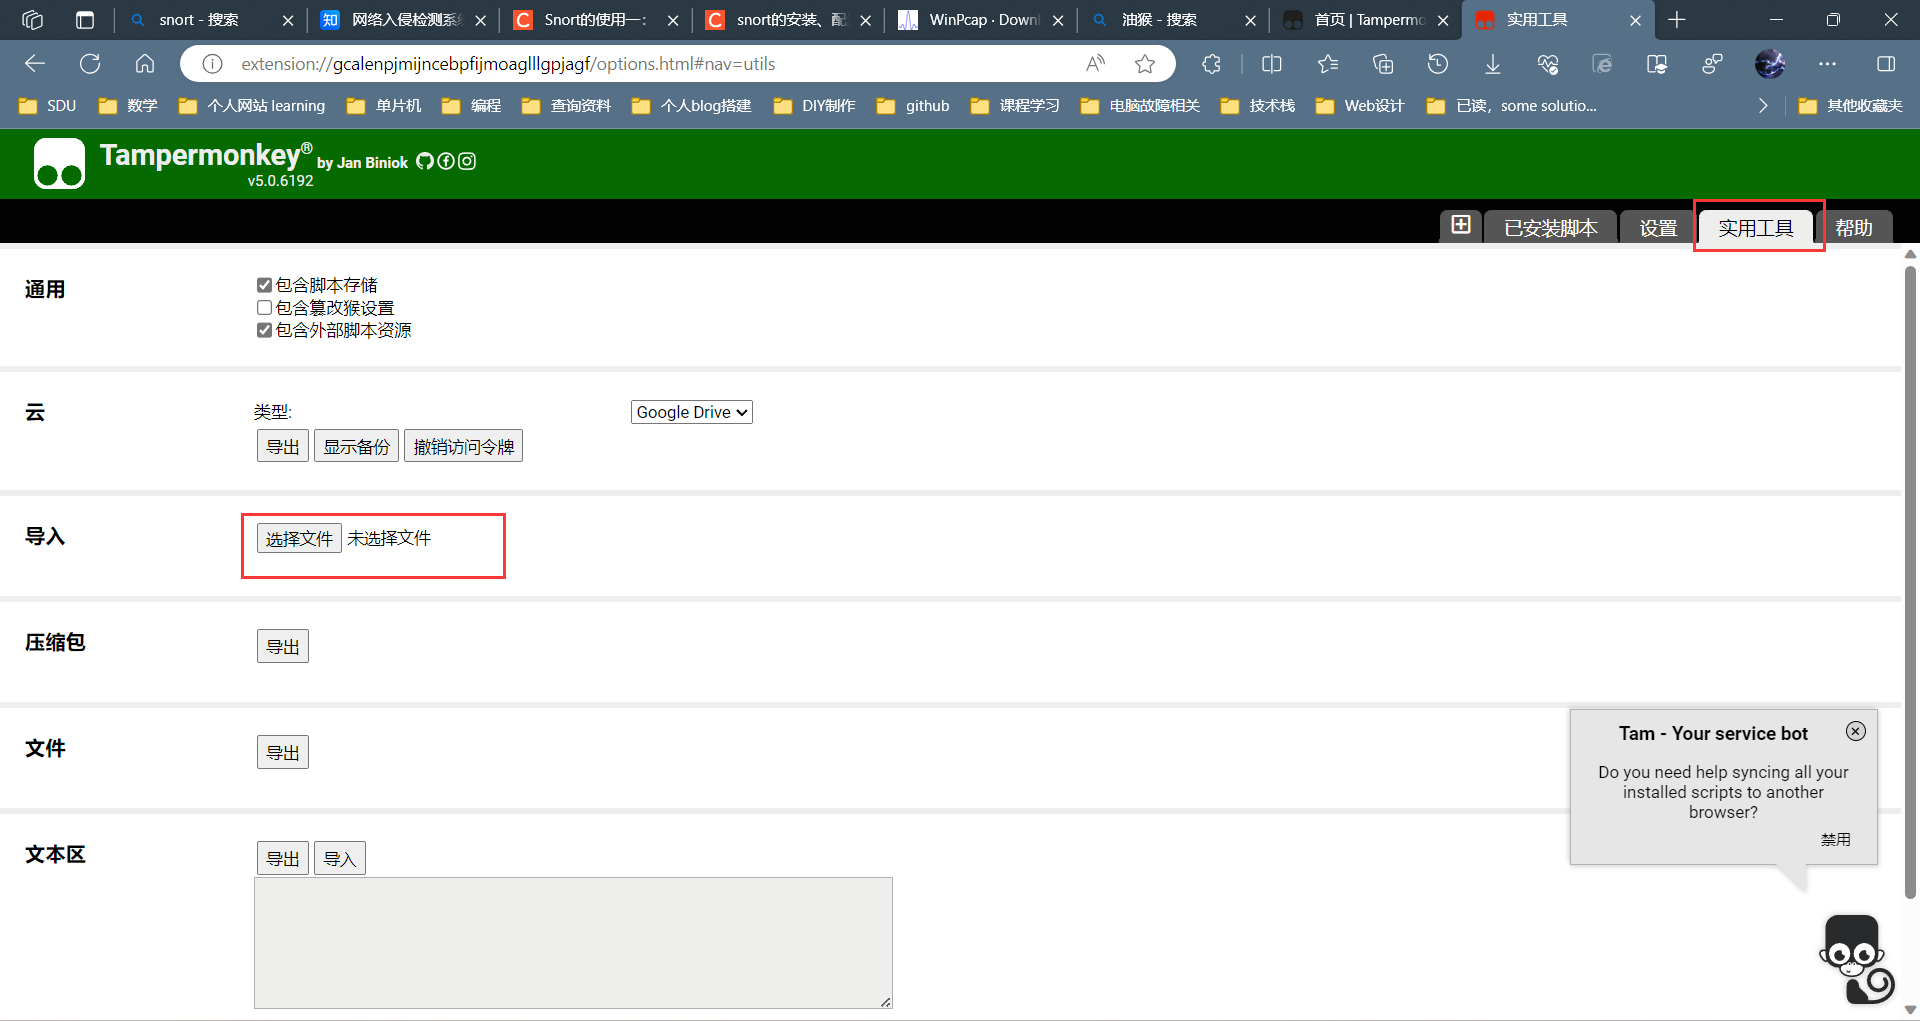 snort - 搜索
网络入侵检测系统
Snort的使用一：
snort的安装、配
WinPcap · Downl
油猴 - 搜索
首页 | Tampermo
实用工具
extension://gcalenpjmijncebpfijmoaglllgpjagf/options.html#nav=utils
SDU
数学
个人网站 learning
单片机
编程
查询资料
个人blog搭建
DIY制作
github
课程学习
电脑故障相关
技术栈
Web设计
已读，some solutio...
其他收藏夹
Tampermonkey® by Jan Biniok
v5.0.6192
已安装脚本
设置
实用工具
帮助
通用
包含脚本存储
包含篡改猴设置
包含外部脚本资源
云
类型:
Google Drive
导出
显示备份
撤销访问令牌
导入
选择文件 未选择文件
压缩包
导出
文件
导出
Tam - Your service bot
Do you need help syncing all your
installed scripts to another
browser?
禁用
文本区
导出
导入